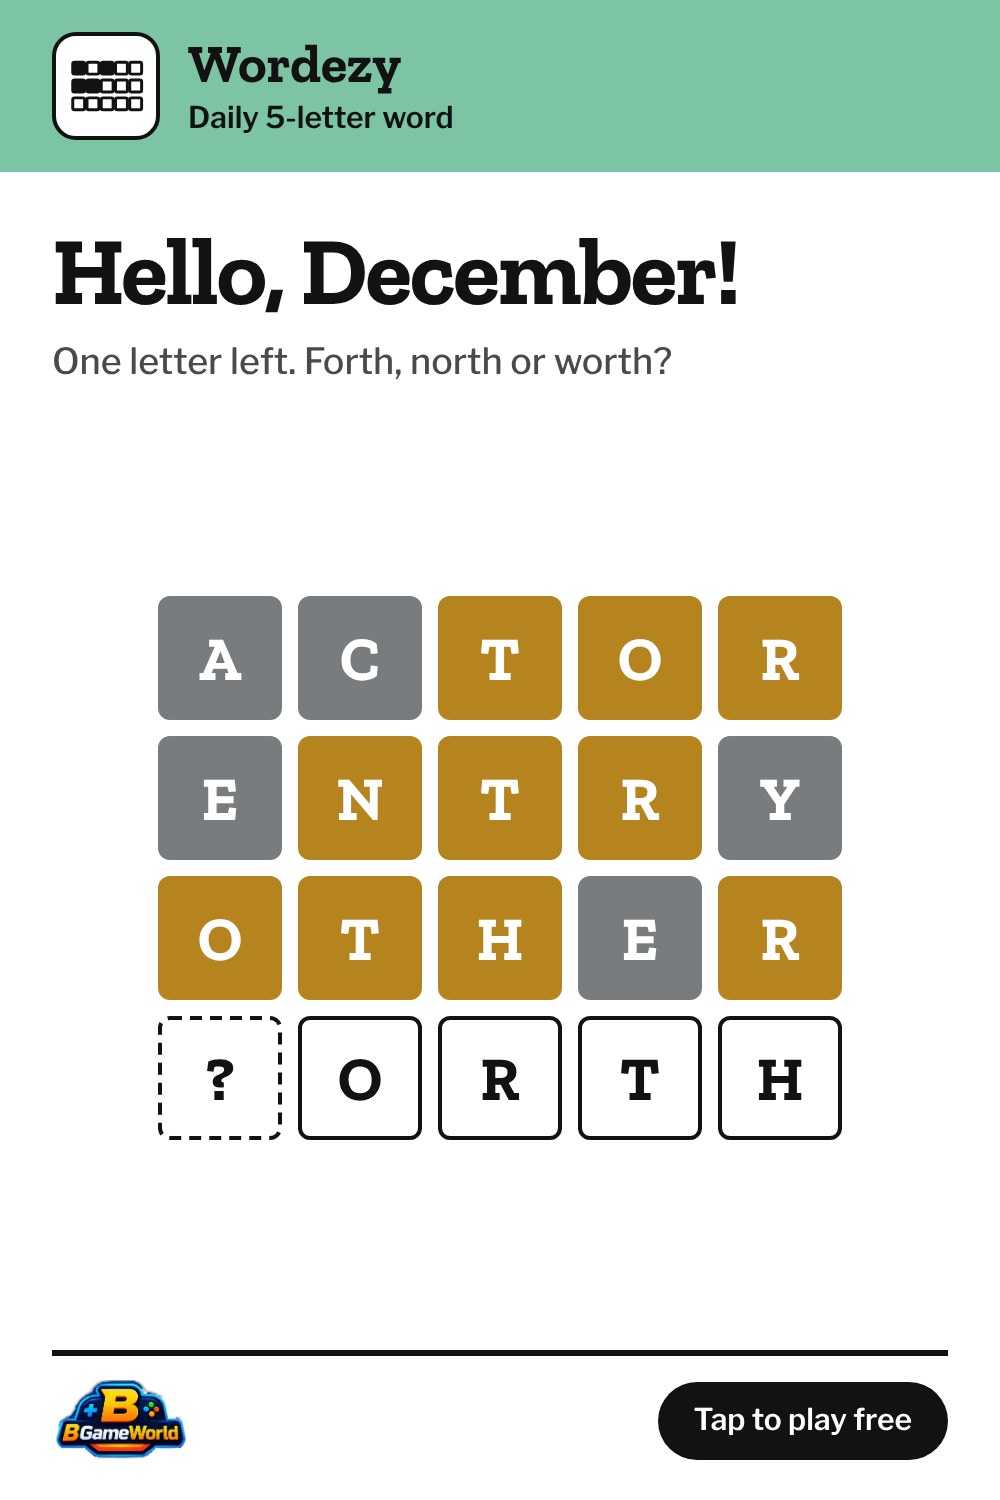 Wordezy
Daily 5-letter word
Hello, December!
One letter left. Forth, north or worth?
A C T O R
E N T R Y
O T H E R
? O R T H
B
BGameWorld
Tap to play free